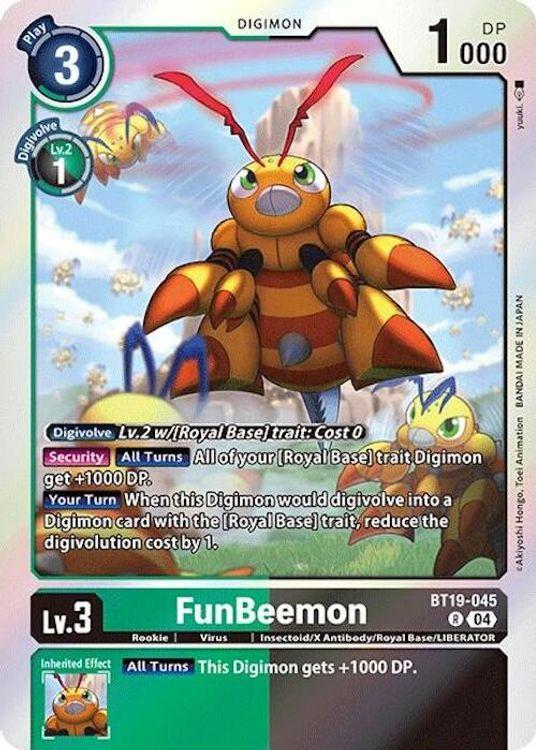 DIGIMON
Play
3
1000
DP
Digivolve
Lv.2
1
yuuki.
©Akiyoshi Hongo, Toei Animation BANDAI MADE IN JAPAN
Digivolve Lv.2 w/[Royal Base] trait: Cost 0
Security All Turns All of your [Royal Base] trait Digimon
get +1000 DP.
Your Turn When this Digimon would digivolve into a
Digimon card with the [Royal Base] trait, reduce the
digivolution cost by 1.
Lv.3
FunBeemon
BT19-045
R 04
Rookie | Virus | Insectoid/X Antibody/Royal Base/LIBERATOR
Inherited Effect
All Turns This Digimon gets +1000 DP.